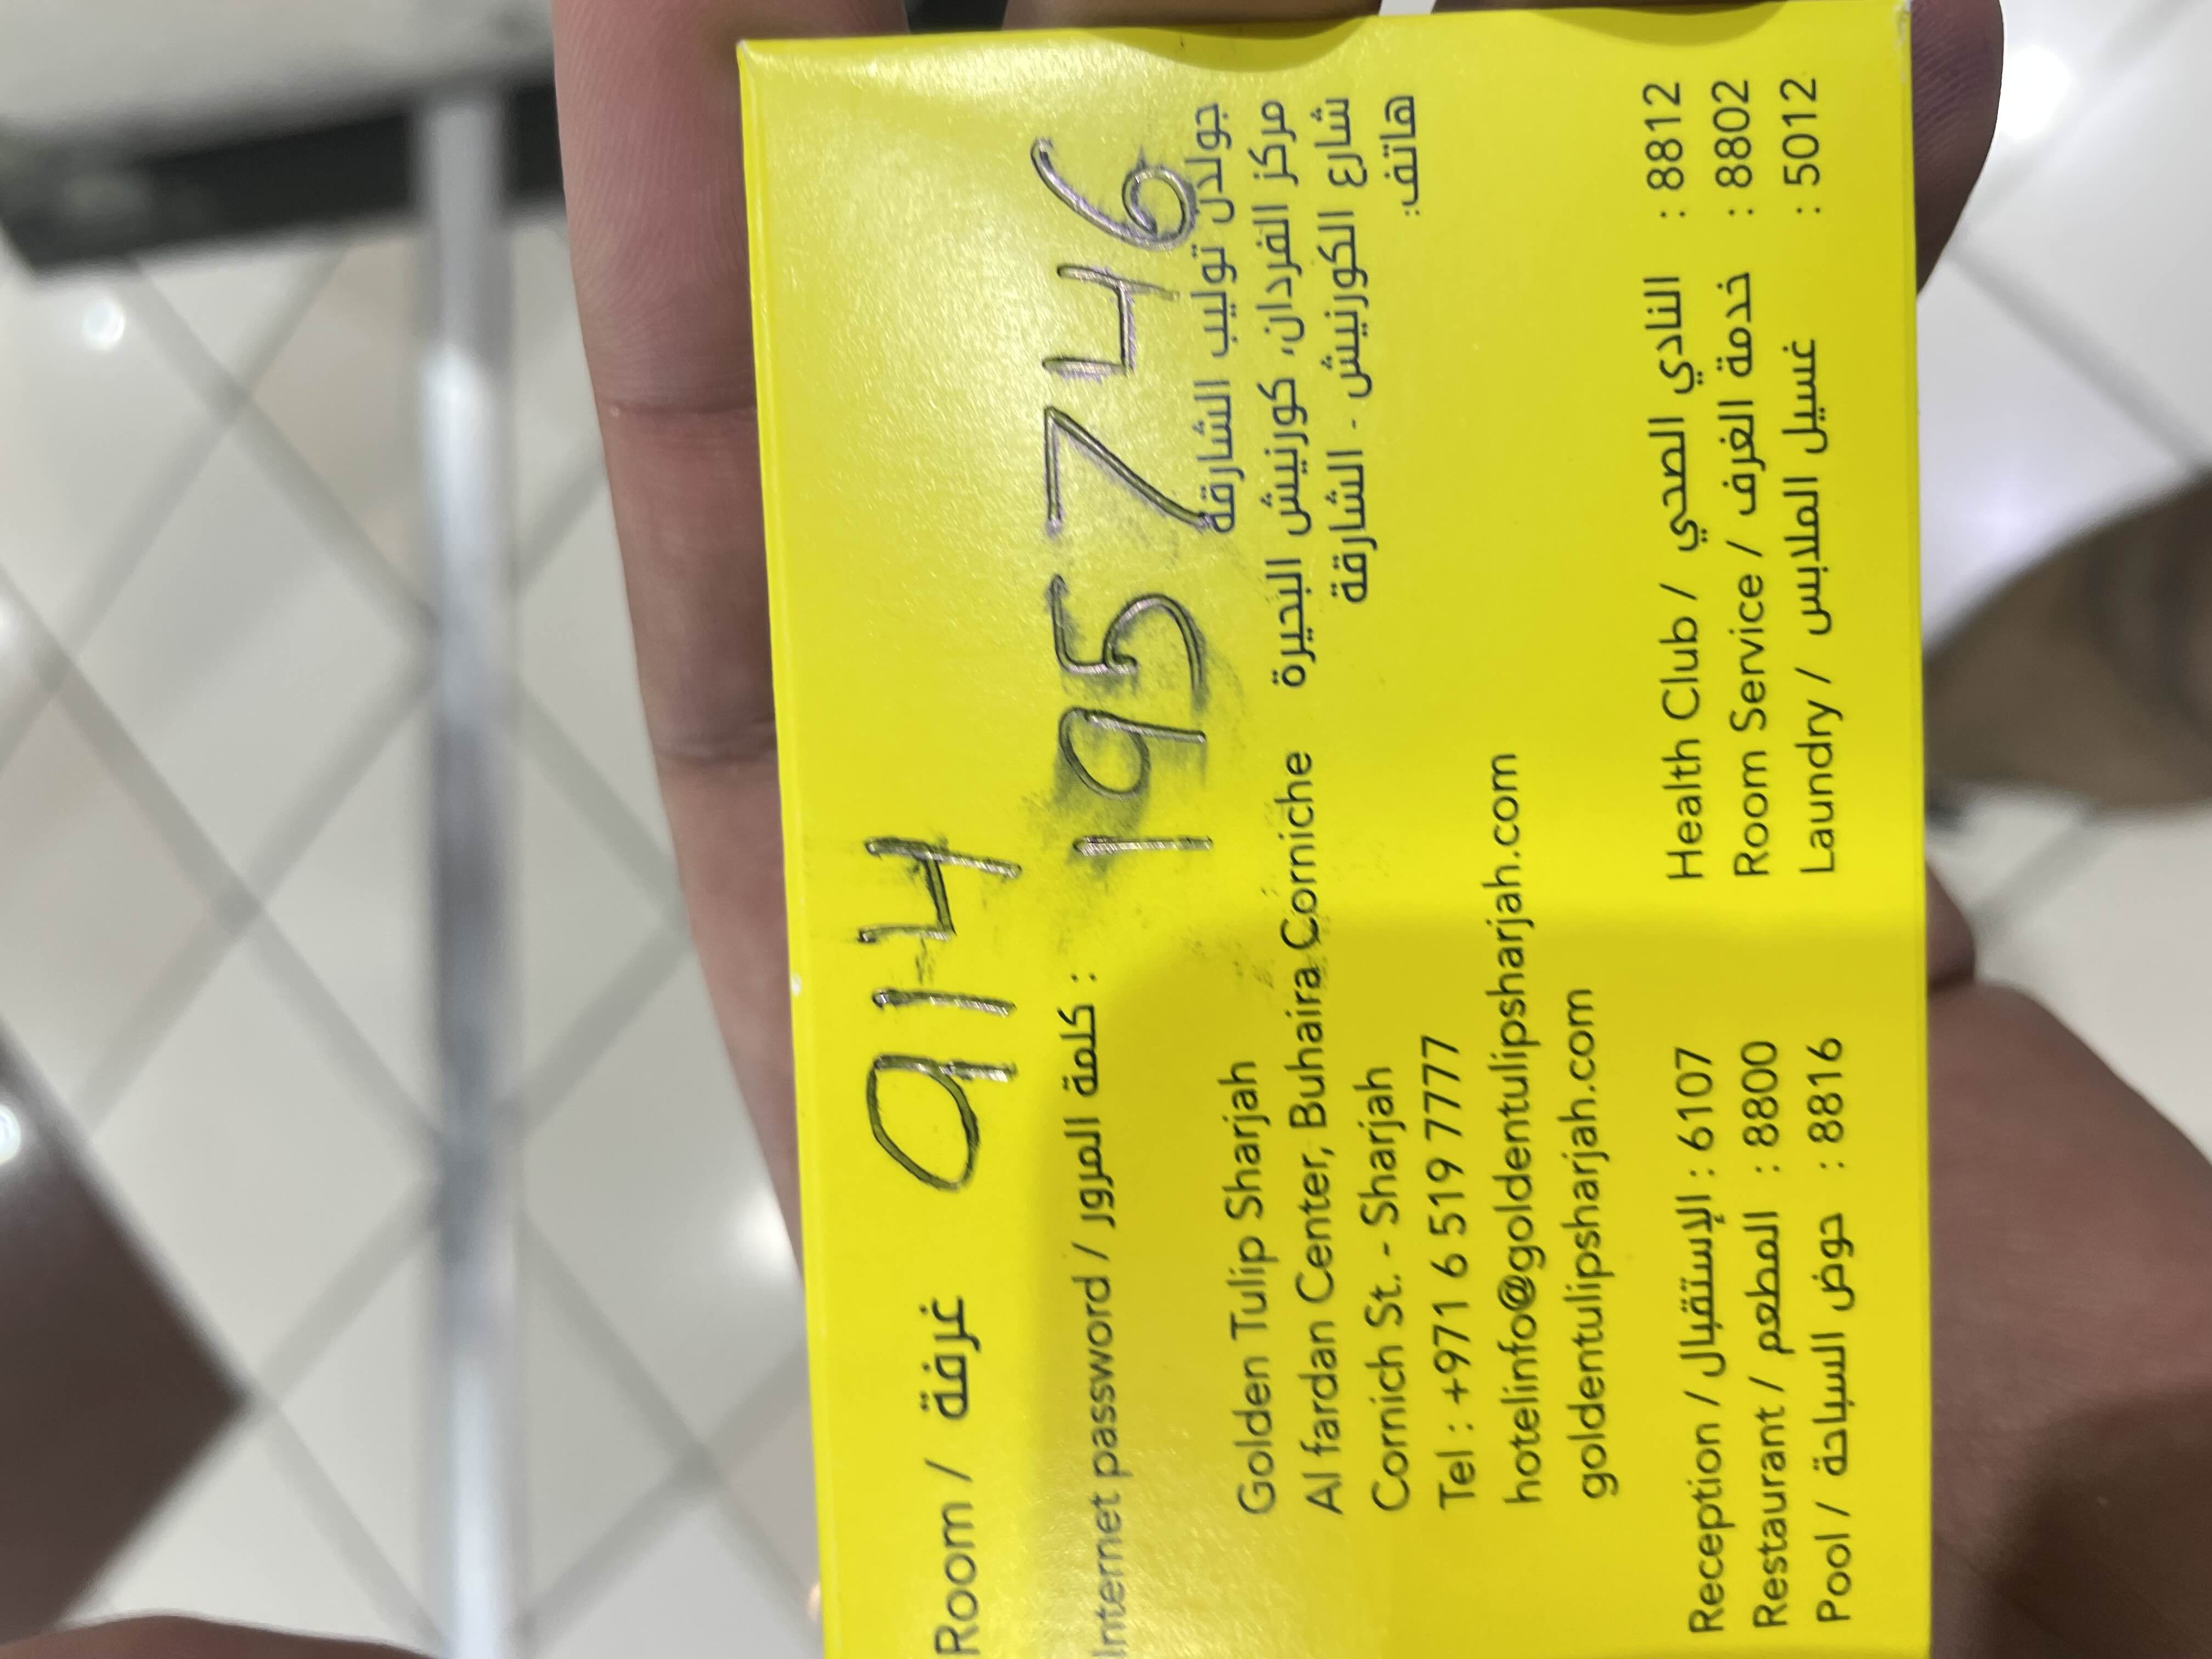 Room / غرفة 914
Internet password / كلمة المرور : 195746
Golden Tulip Sharjah
Al fardan Center, Buhaira Corniche
Cornich St. - Sharjah
Tel : +971 6 519 7777
hotelinfo@goldentulipsharjah.com
goldentulipsharjah.com
جولدن توليب الشارقة
مركز الفردان، كورنيش البحيرة
شارع الكورنيش - الشارقة
هاتف:
Reception / الإستقبال : 6107
Restaurant / المطعم : 8800
Pool / حوض السباحة : 8816
Health Club / النادي الصحي : 8812
Room Service / خدمة الغرف : 8802
Laundry / غسيل الملابس : 5012